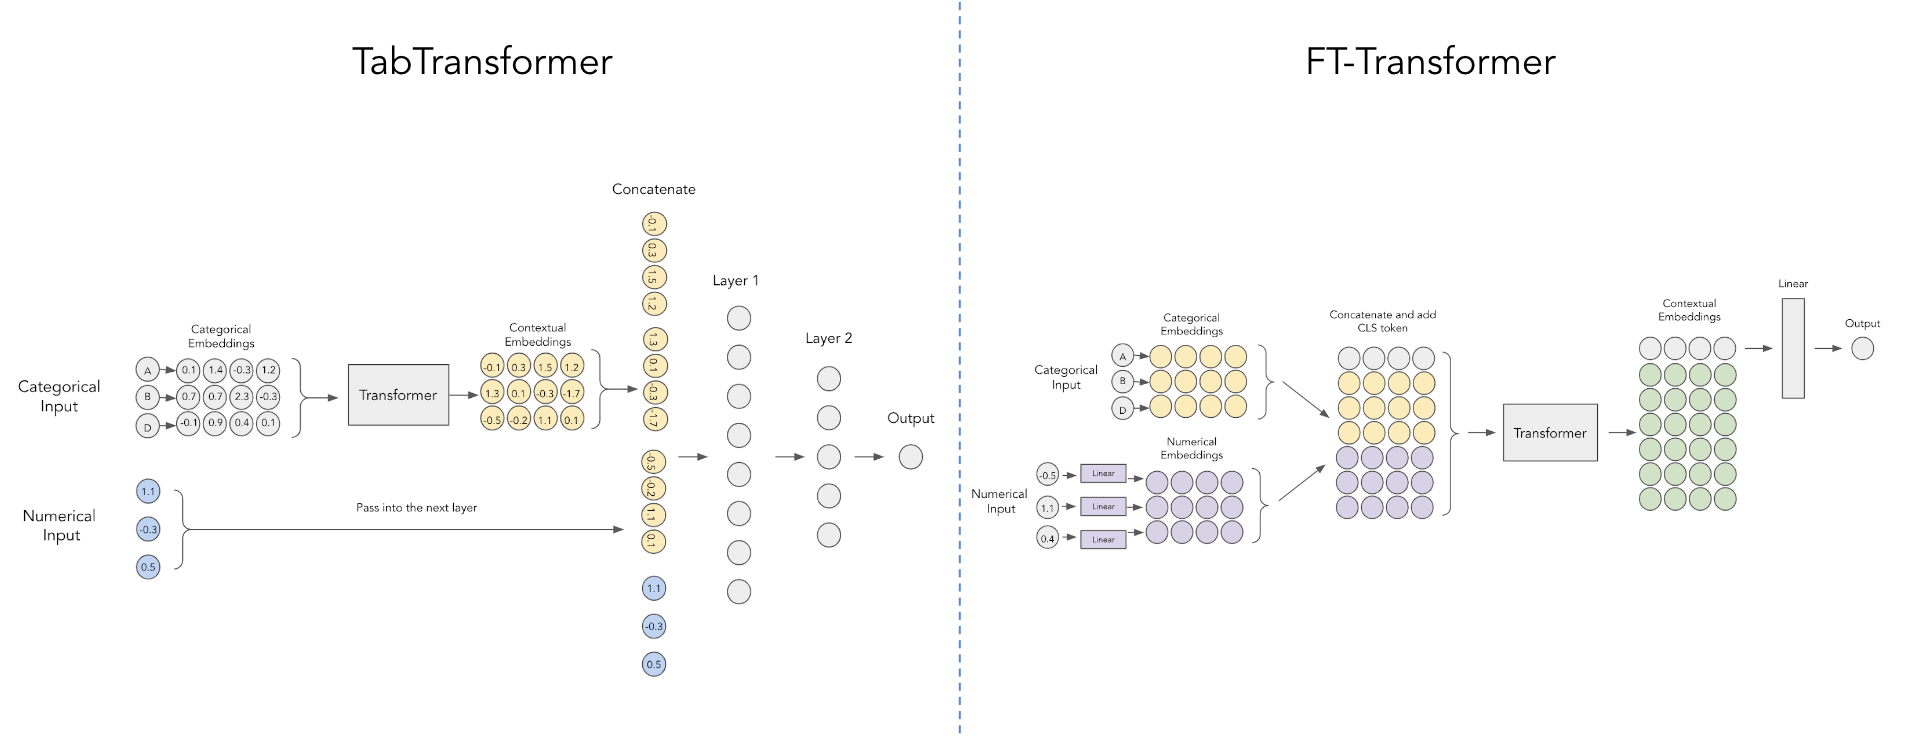 TabTransformer
Concatenate
-0.1
0.3
1.5
1.2
1.3
0.1
-0.3
-1.7
-0.5
-0.2
1.1
0.1
1.1
-0.3
0.5
Layer 1
Layer 2
Output
Categorical
Embeddings
Contextual
Embeddings
Categorical
Input
A 0.1 1.4 -0.3 1.2
B 0.7 0.7 2.3 -0.3
D -0.1 0.9 0.4 0.1
Transformer
-0.1 0.3 1.5 1.2
1.3 0.1 -0.3 -1.7
-0.5 -0.2 1.1 0.1
Numerical
Input
1.1
-0.3
0.5
Pass into the next layer
FT-Transformer
Categorical
Embeddings
Categorical
Input
A
B
D
Numerical
Embeddings
Numerical
Input
-0.5 Linear
1.1 Linear
0.4 Linear
Concatenate and add
CLS token
Transformer
Contextual
Embeddings
Linear
Output